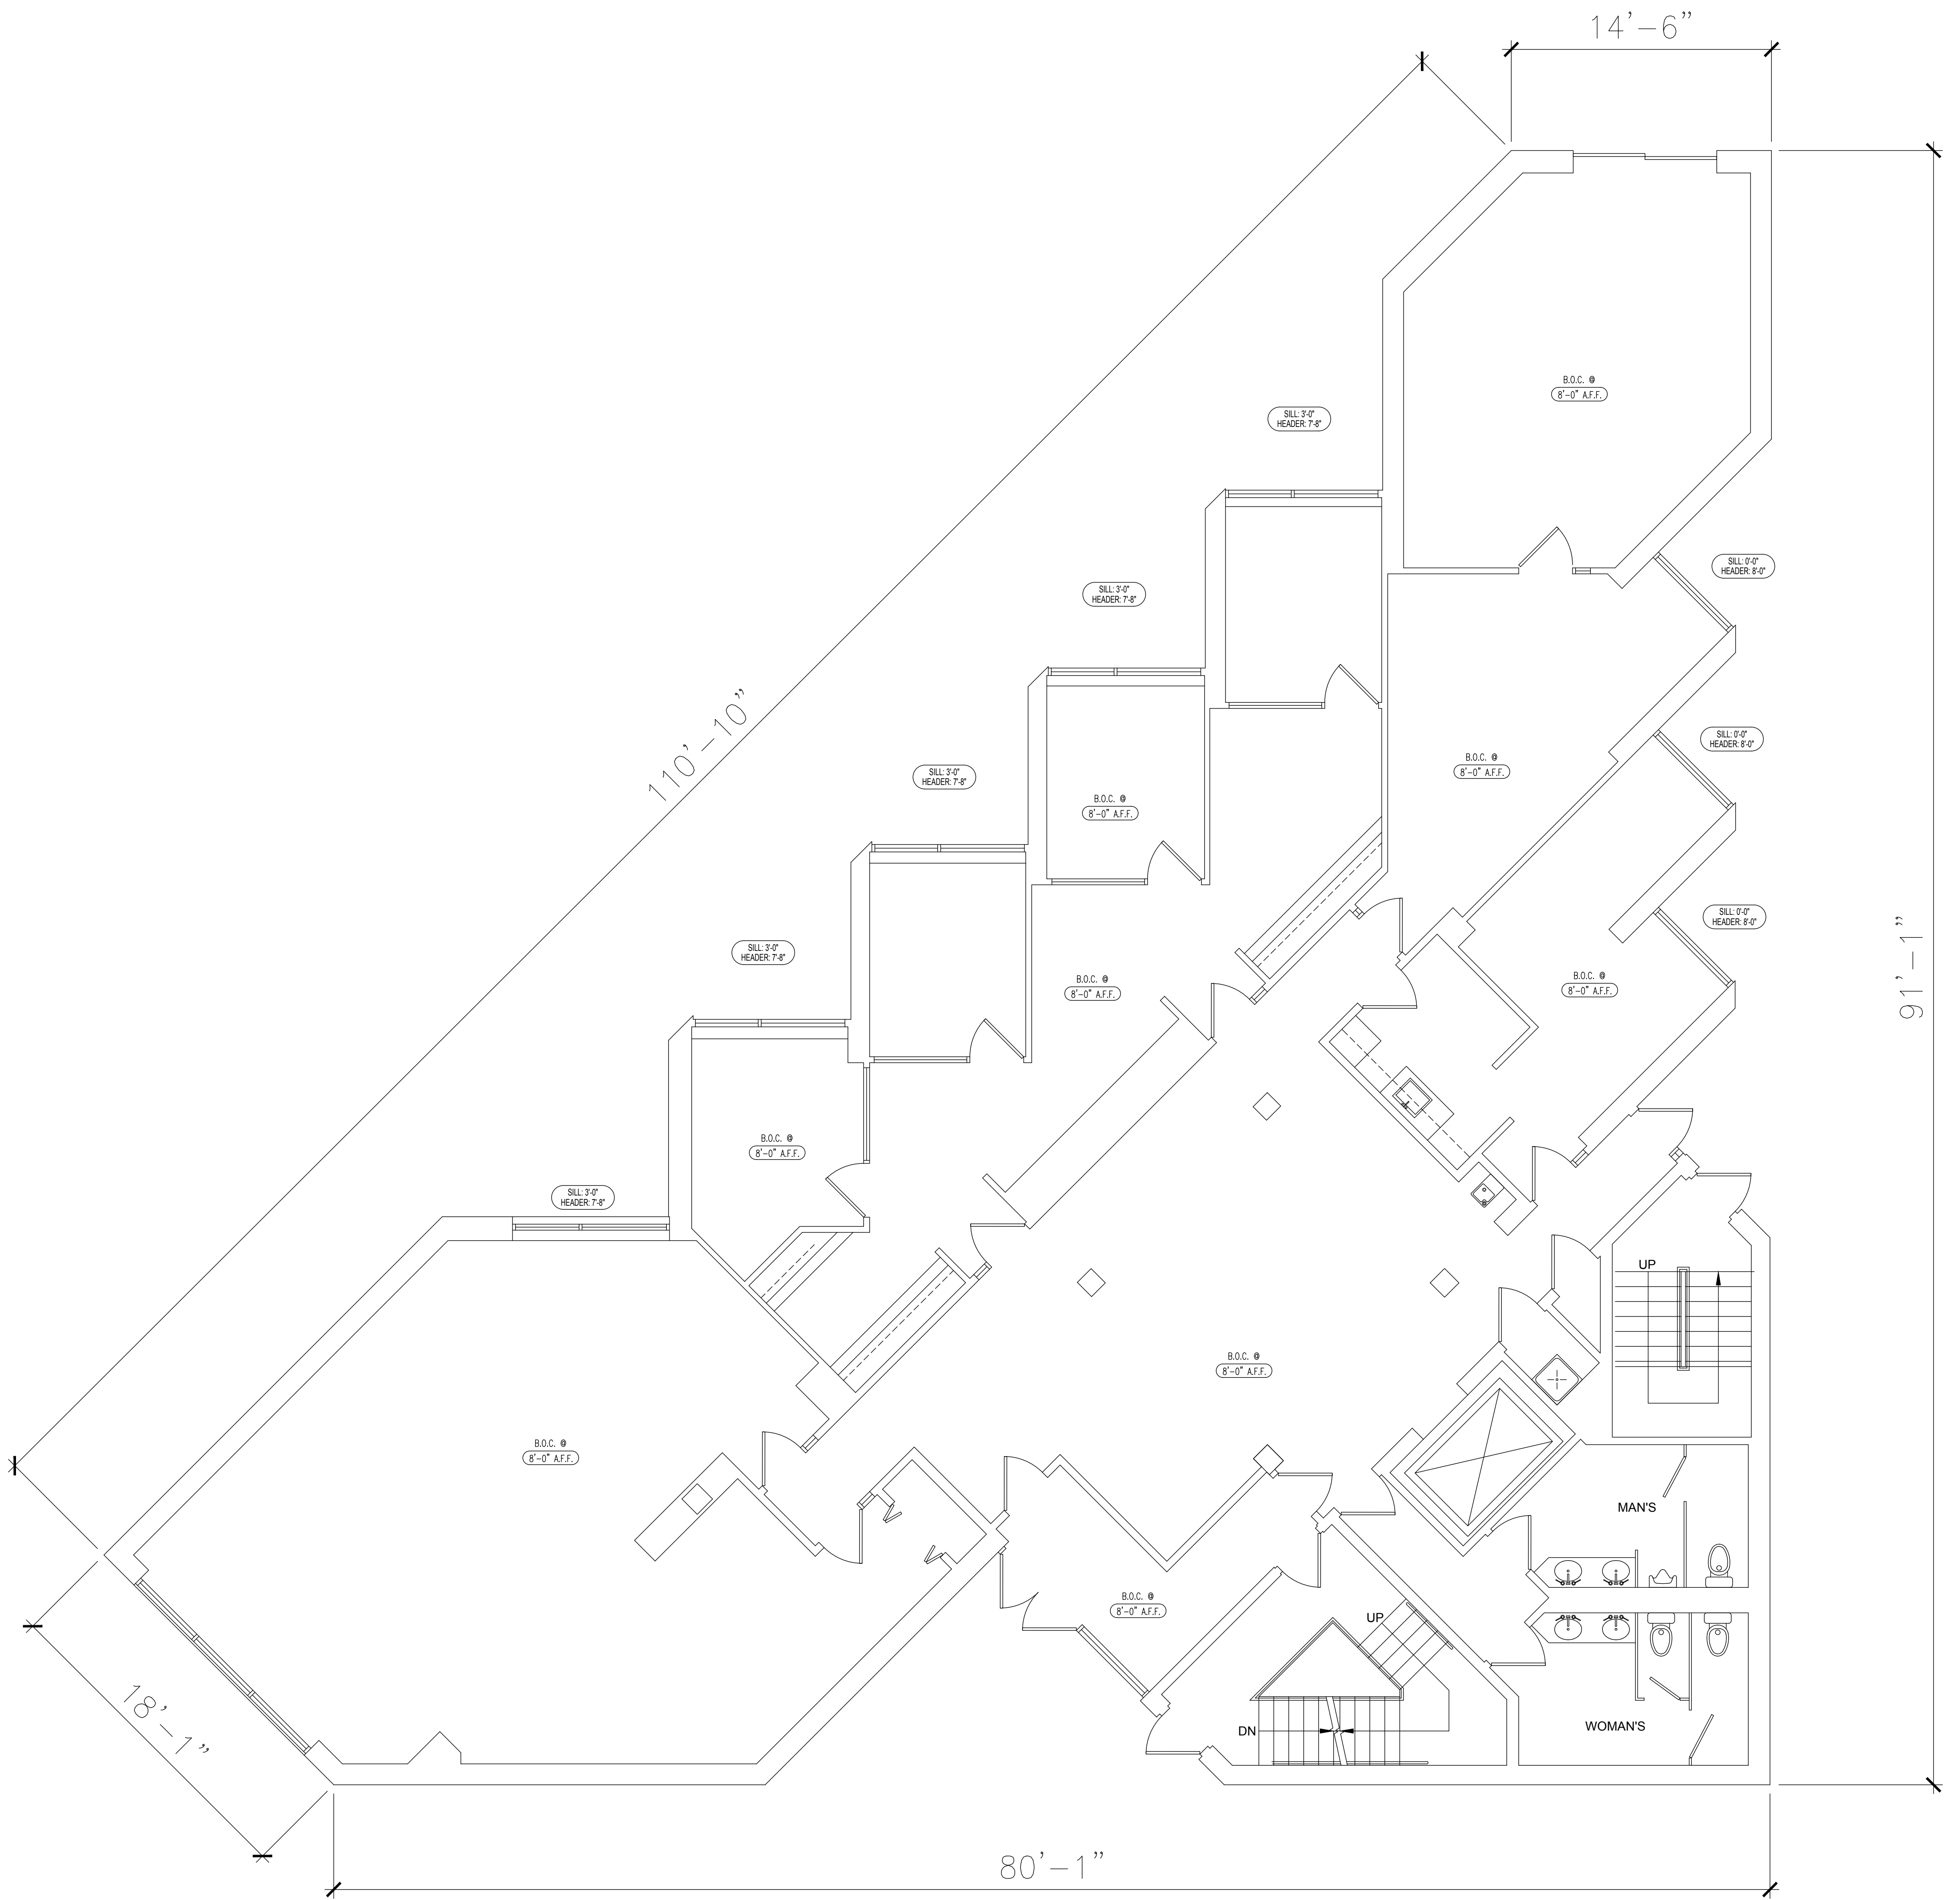 14'-6"
B.O.C. @
8'-0" A.F.F.
SILL: 3'-0"
HEADER: 7'-8"
SILL: 0'-0"
HEADER: 8'-0"
SILL: 3'-0"
HEADER: 7'-8"
110'-10"
SILL: 0'-0"
HEADER: 8'-0"
B.O.C. @
8'-0" A.F.F.
SILL: 3'-0"
HEADER: 7'-8"
B.O.C. @
8'-0" A.F.F.
SILL: 0'-0"
HEADER: 8'-0"
SILL: 3'-0"
HEADER: 7'-8"
91'-1"
B.O.C. @
8'-0" A.F.F.
B.O.C. @
8'-0" A.F.F.
B.O.C. @
8'-0" A.F.F.
SILL: 3'-0"
HEADER: 7'-8"
UP
B.O.C. @
8'-0" A.F.F.
B.O.C. @
8'-0" A.F.F.
MAN'S
B.O.C. @
8'-0" A.F.F.
UP
18'-1"
DN
WOMAN'S
80'-1"